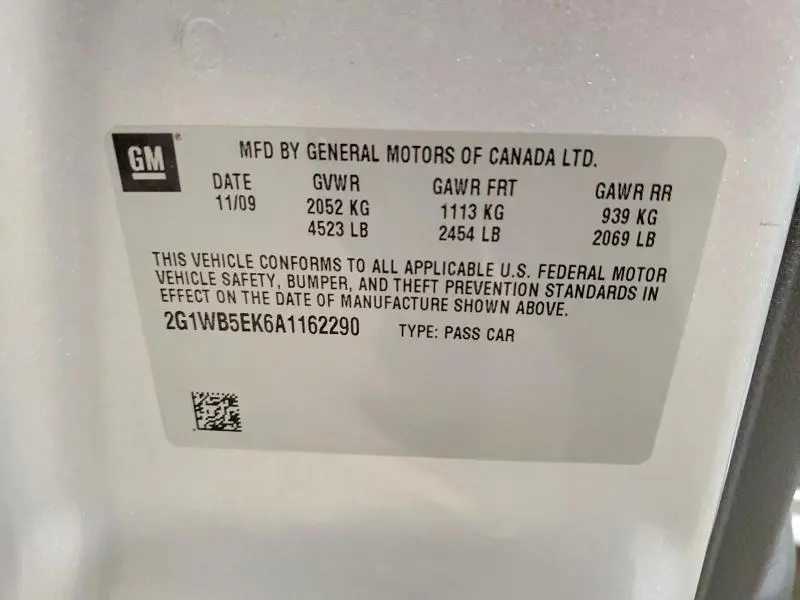 GM®
MFD BY GENERAL MOTORS OF CANADA LTD.
DATE GVWR GAWR FRT GAWR RR
11/09 2052 KG 1113 KG 939 KG
4523 LB 2454 LB 2069 LB
THIS VEHICLE CONFORMS TO ALL APPLICABLE U.S. FEDERAL MOTOR
VEHICLE SAFETY, BUMPER, AND THEFT PREVENTION STANDARDS IN
EFFECT ON THE DATE OF MANUFACTURE SHOWN ABOVE.
2G1WB5EK6A1162290 TYPE: PASS CAR